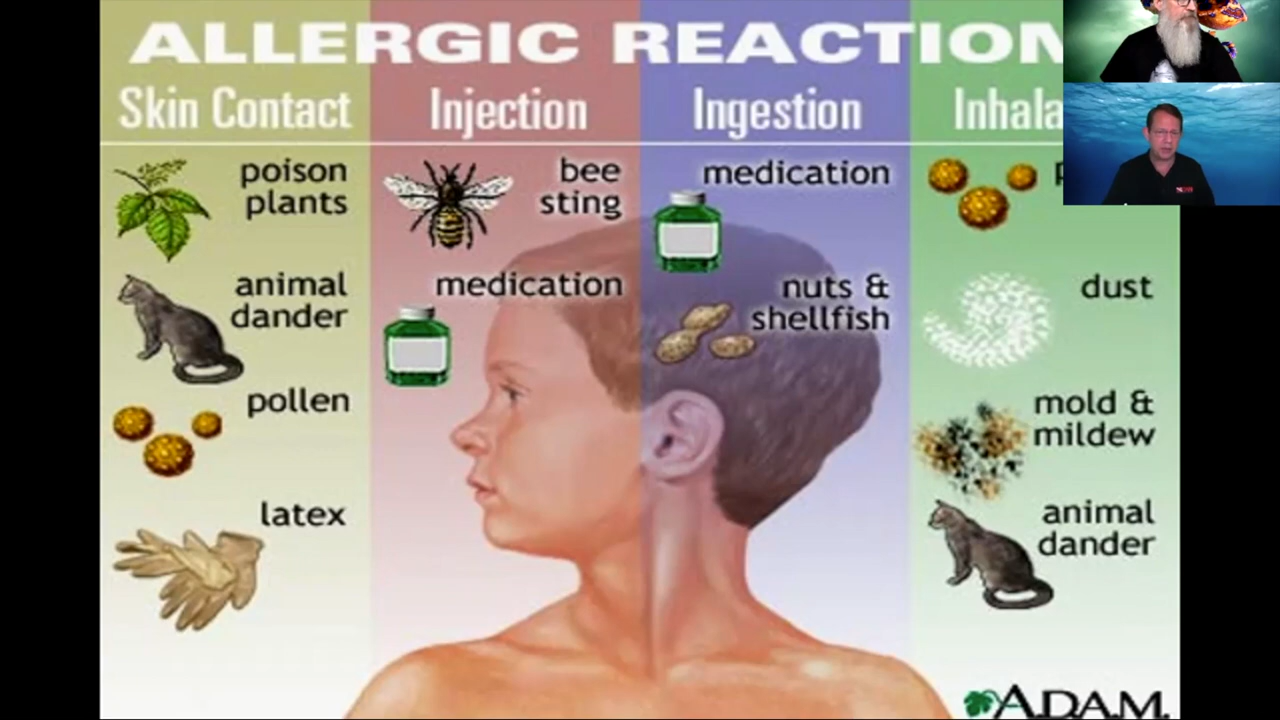 ALLERGIC REACTION
Skin Contact
Injection
Ingestion
Inhala
poison
plants
animal
dander
pollen
latex
bee
sting
medication
medication
nuts &
shellfish
dust
mold &
mildew
animal
dander
A.D.A.M.